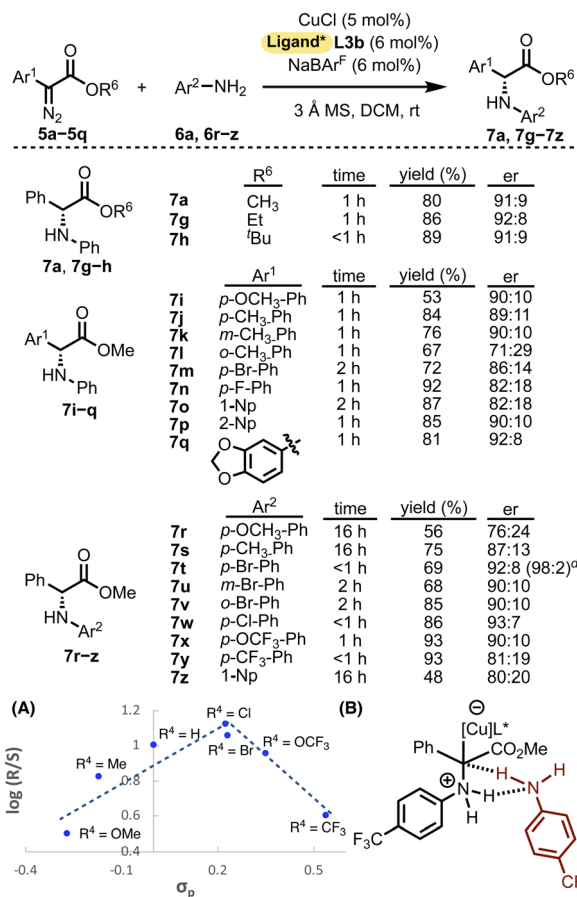 CuCl (5 mol%)
Ligand* L3b (6 mol%)
NaBArF (6 mol%)
3 Å MS, DCM, rt
Ar1 O OR6 N2 + Ar2–NH2 Ar1 O OR6 HN Ar2
5a–5q 6a, 6r–z 7a, 7g–7z
R6 time yield (%) er
7a CH3 1 h 80 91:9
7g Et 1 h 86 92:8
7h tBu <1 h 89 91:9
Ph O OR6 HN Ph
7a, 7g–h
Ar1 time yield (%) er
7i p-OCH3-Ph 1 h 53 90:10
7j p-CH3-Ph 1 h 84 89:11
7k m-CH3-Ph 1 h 76 90:10
7l o-CH3-Ph 1 h 67 71:29
7m p-Br-Ph 2 h 72 86:14
7n p-F-Ph 1 h 92 82:18
7o 1-Np 2 h 87 82:18
7p 2-Np 1 h 85 90:10
7q 1 h 81 92:8
O O
Ar1 O OMe HN Ph
7i–q
Ar2 time yield (%) er
7r p-OCH3-Ph 16 h 56 76:24
7s p-CH3-Ph 16 h 75 87:13
7t p-Br-Ph <1 h 69 92:8 (98:2)d
7u m-Br-Ph 2 h 68 90:10
7v o-Br-Ph 2 h 85 90:10
7w p-Cl-Ph <1 h 86 93:7
7x p-OCF3-Ph 1 h 93 90:10
7y p-CF3-Ph <1 h 93 81:19
7z 1-Np 16 h 48 80:20
Ph O OMe HN Ar2
7r–z
(A)
log (R/S)
1.2
1
0.8
0.6
0.4
-0.4 -0.1 0.2 0.5
σp
R4 = Cl
R4 = H
R4 = Br
R4 = OCF3
R4 = Me
R4 = OMe
R4 = CF3
(B)
⊖
[Cu]L*
Ph CO2Me
⊕
N H H
H N H
F3C